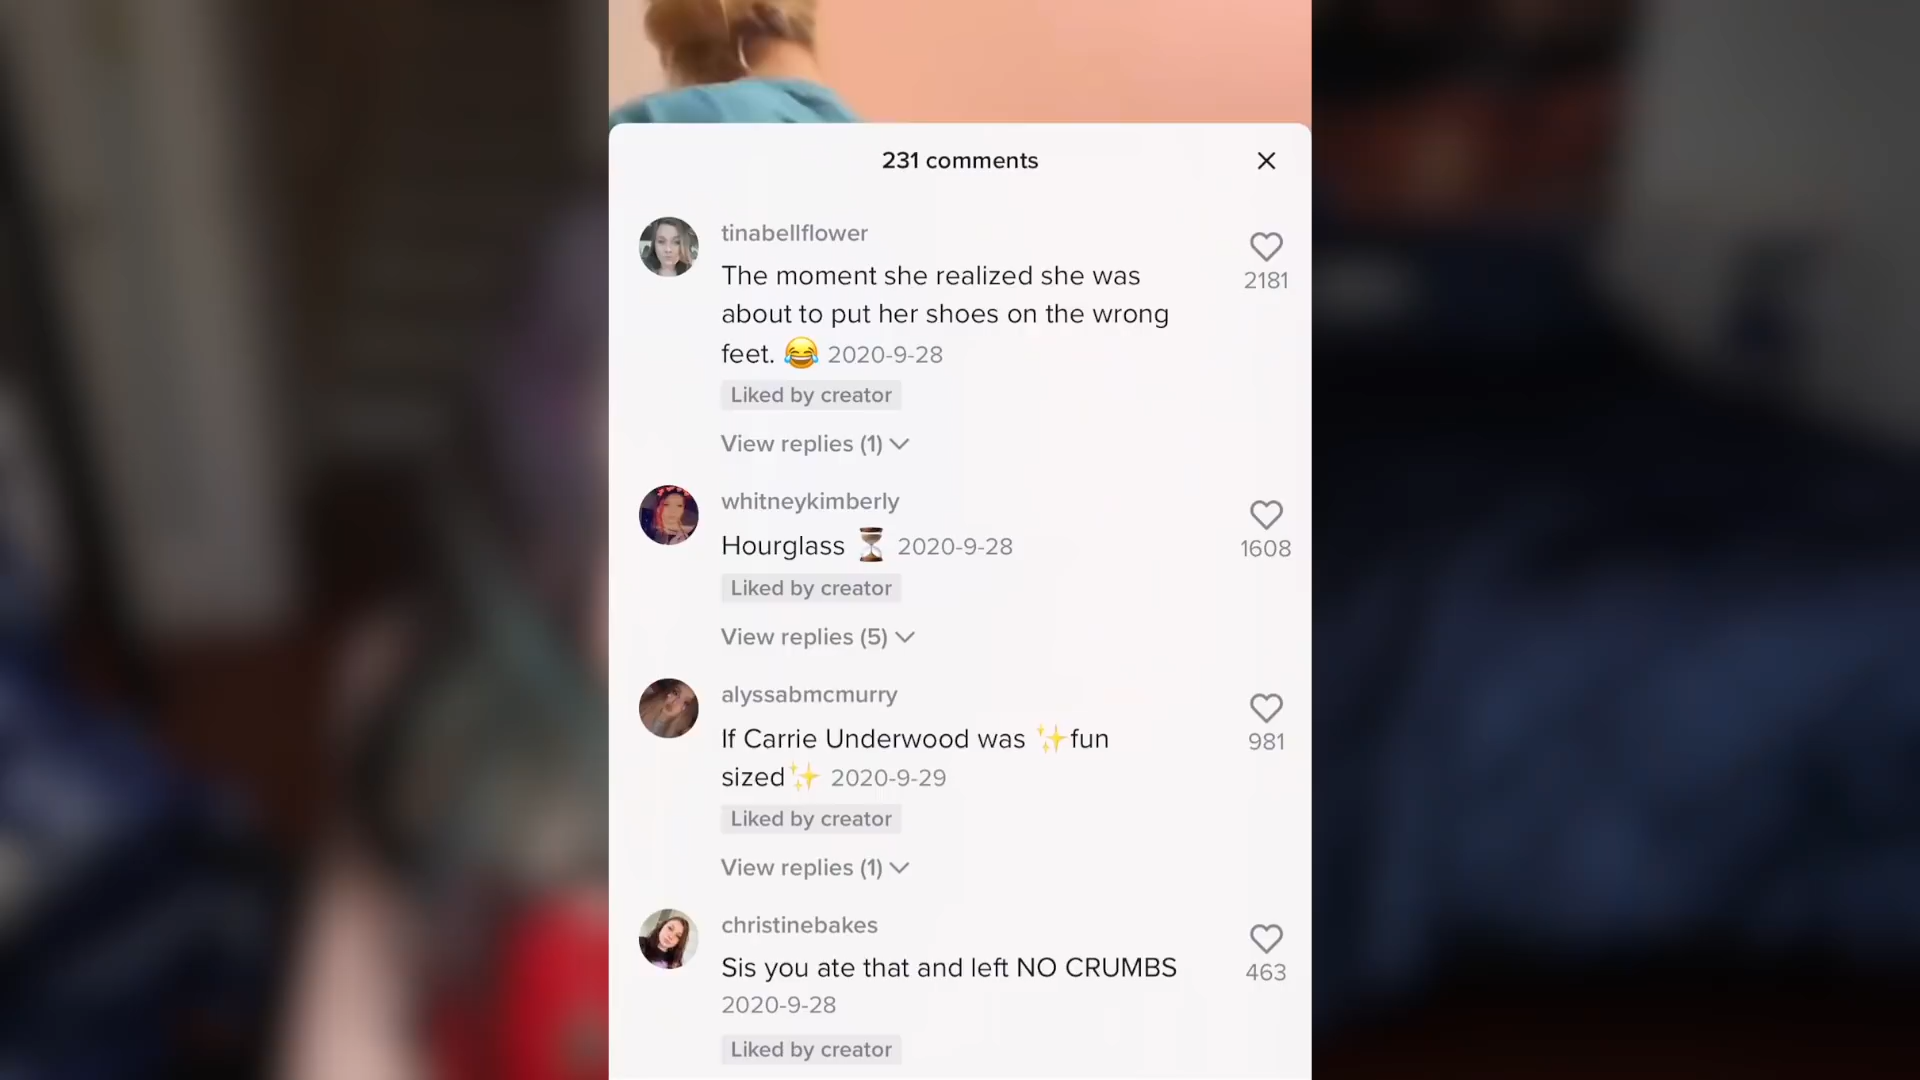 231 comments
tinabellflower
The moment she realized she was
about to put her shoes on the wrong
feet. 😂 2020-9-28
2181
Liked by creator
View replies (1)
whitneykimberly
Hourglass ⏳ 2020-9-28
1608
Liked by creator
View replies (5)
alyssabmcmurry
If Carrie Underwood was ✨fun
sized✨ 2020-9-29
981
Liked by creator
View replies (1)
christinebakes
Sis you ate that and left NO CRUMBS
2020-9-28
463
Liked by creator